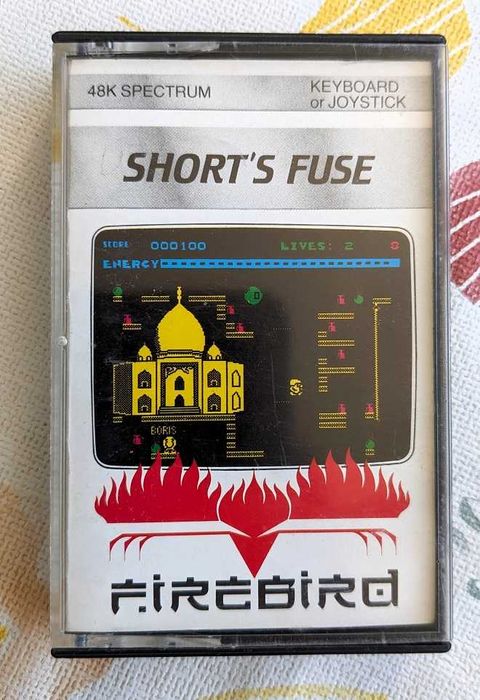 48K SPECTRUM
KEYBOARD
or JOYSTICK
SHORT'S FUSE
SCORE 000100 LIVES: 2
ENERGY
BORIS
FIREBIRD